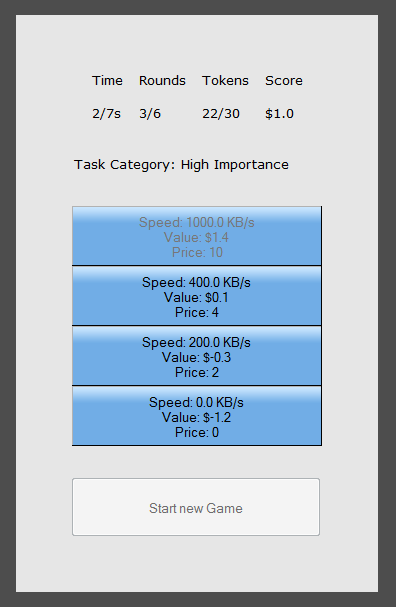 Time Rounds Tokens Score
2/7s 3/6 22/30 $1.0
Task Category: High Importance
Speed: 1000.0 KB/s
Value: $1.4
Price: 10
Speed: 400.0 KB/s
Value: $0.1
Price: 4
Speed: 200.0 KB/s
Value: $-0.3
Price: 2
Speed: 0.0 KB/s
Value: $-1.2
Price: 0
Start new Game